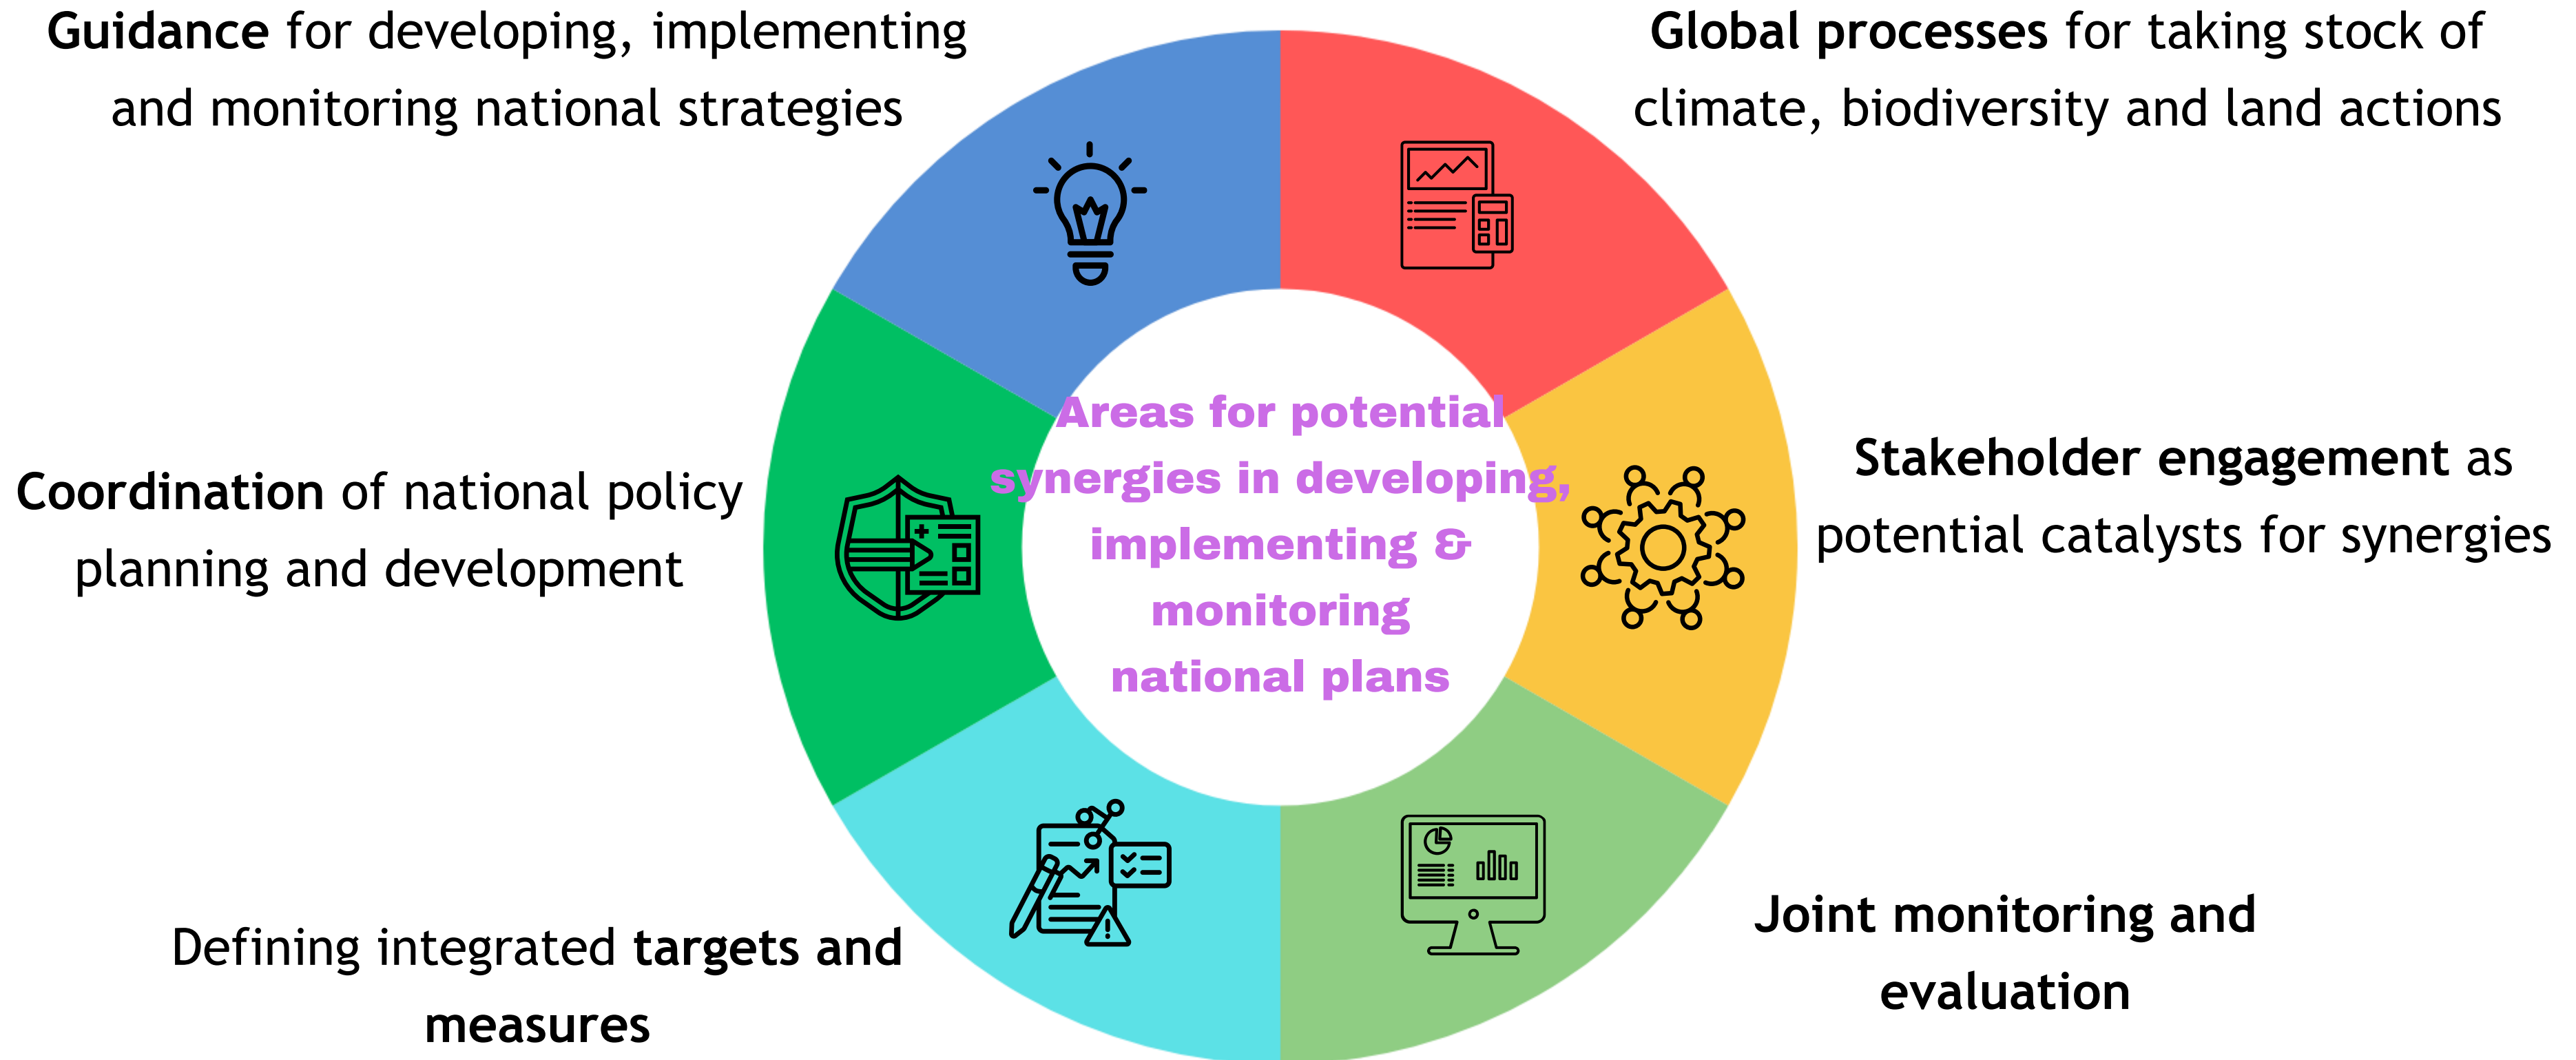 Guidance for developing, implementing
and monitoring national strategies
Global processes for taking stock of
climate, biodiversity and land actions
Coordination of national policy
planning and development
Areas for potential
synergies in developing,
implementing &
monitoring
national plans
Stakeholder engagement as
potential catalysts for synergies
Defining integrated targets and
measures
Joint monitoring and
evaluation